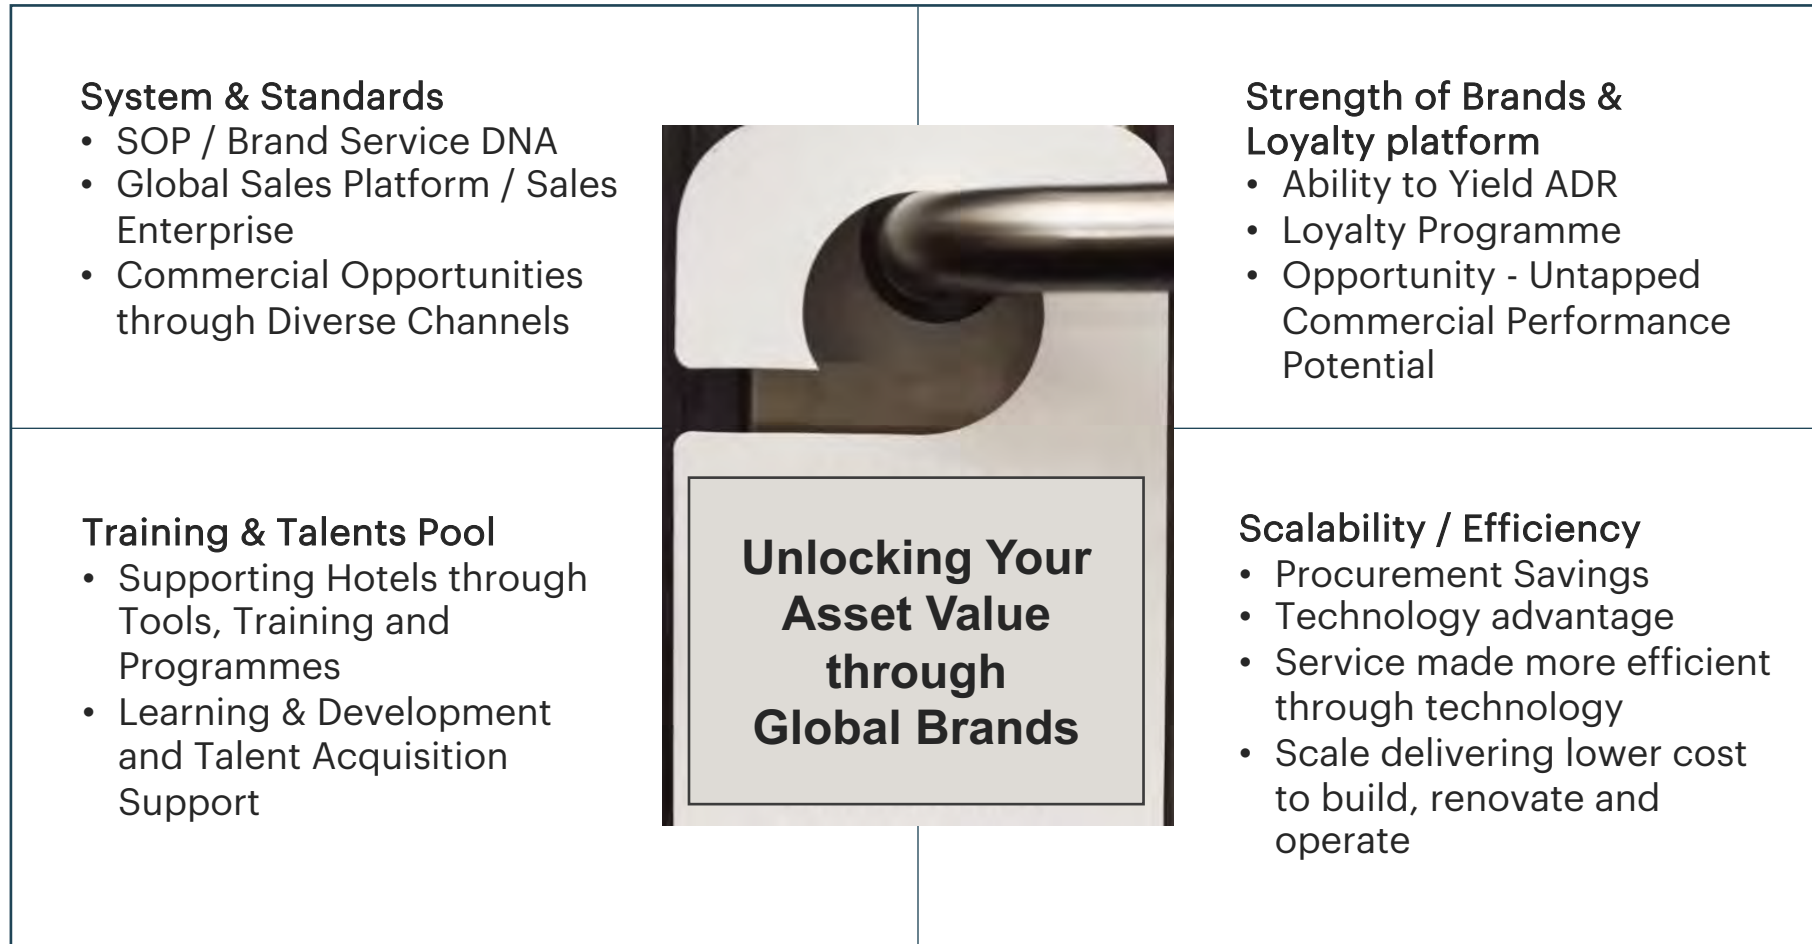 System & Standards
• SOP / Brand Service DNA
• Global Sales Platform / Sales
Enterprise
• Commercial Opportunities
through Diverse Channels
Strength of Brands &
Loyalty platform
• Ability to Yield ADR
• Loyalty Programme
• Opportunity - Untapped
Commercial Performance
Potential
Unlocking Your
Asset Value
through
Global Brands
Training & Talents Pool
• Supporting Hotels through
Tools, Training and
Programmes
• Learning & Development
and Talent Acquisition
Support
Scalability / Efficiency
• Procurement Savings
• Technology advantage
• Service made more efficient
through technology
• Scale delivering lower cost
to build, renovate and
operate